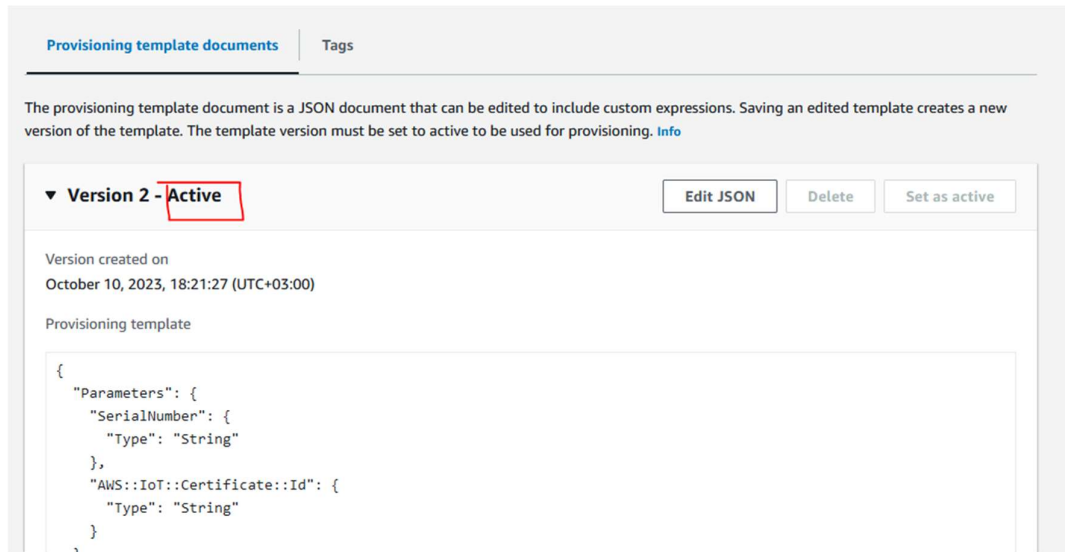 Provisioning template documents
Tags
The provisioning template document is a JSON document that can be edited to include custom expressions. Saving an edited template creates a new
version of the template. The template version must be set to active to be used for provisioning. Info
▼ Version 2 - Active
Edit JSON
Delete
Set as active
Version created on
October 10, 2023, 18:21:27 (UTC+03:00)
Provisioning template
{
"Parameters": {
"SerialNumber": {
"Type": "String"
},
"AWS::IoT::Certificate::Id": {
"Type": "String"
}
}